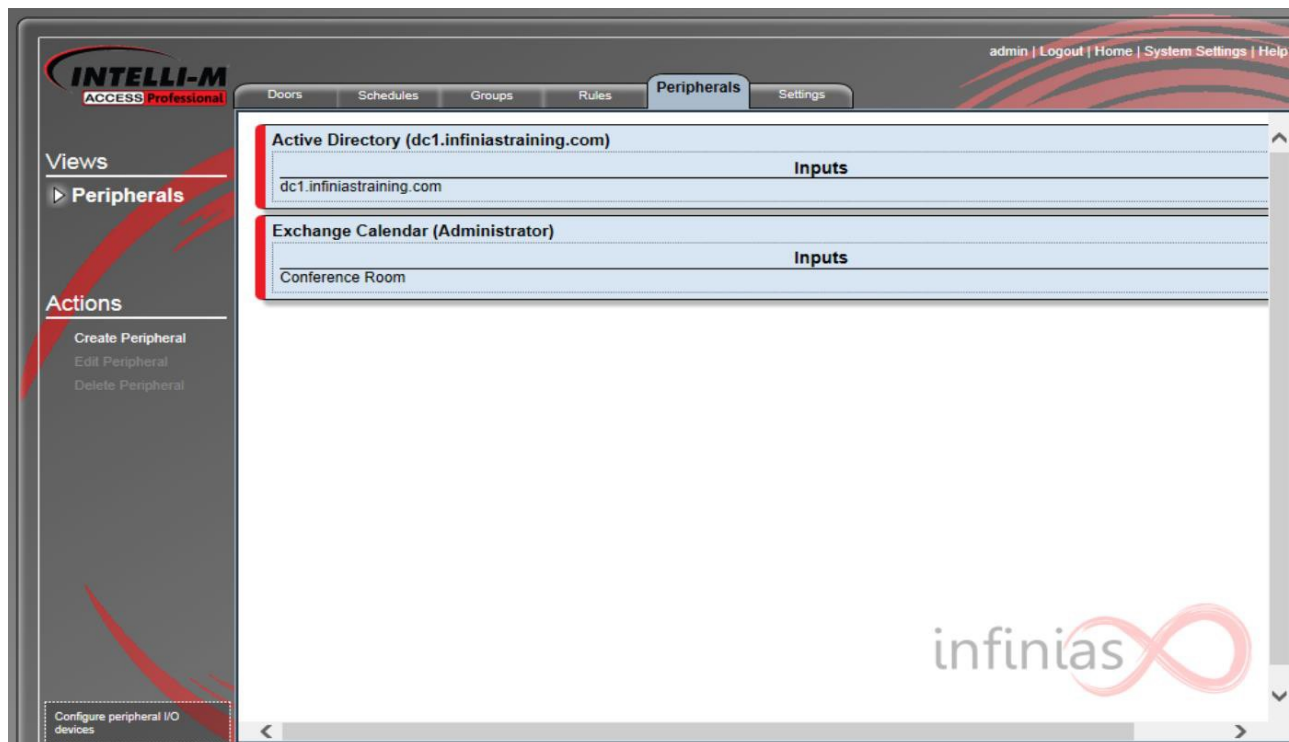 admin | Logout | Home | System Settings | Help
INTELLI-M
ACCESS Professional
Doors Schedules Groups Rules Peripherals Settings
Views
Peripherals
Actions
Create Peripheral
Edit Peripheral
Delete Peripheral
Configure peripheral I/O
devices
Active Directory (dc1.infiniastraining.com)
Inputs
dc1.infiniastraining.com
Exchange Calendar (Administrator)
Inputs
Conference Room
infinias